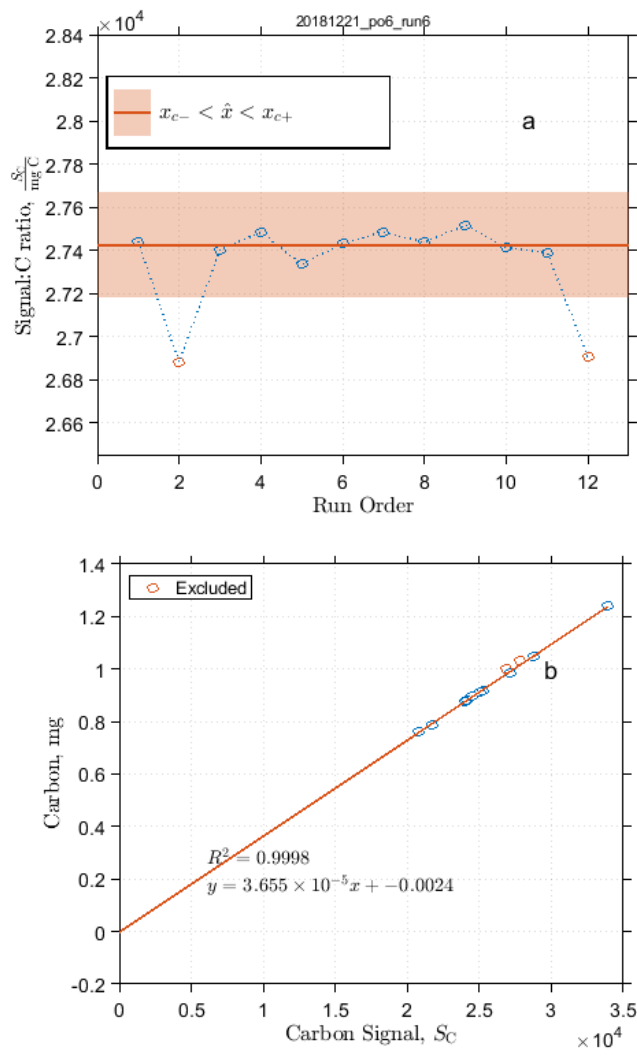 ×10⁴ 20181221_po6_run6
2.84
2.82
2.8
2.78
2.76
2.74
2.72
2.7
2.68
2.66
Signal:C ratio, S_C/mg C
x_{c−} < x̂ < x_{c+}
a
0 2 4 6 8 10 12
Run Order
1.4
1.2
1
0.8
0.6
0.4
0.2
0
-0.2
Carbon, mg
Excluded
b
R² = 0.9998
y = 3.655 × 10⁻⁵x + −0.0024
0 0.5 1 1.5 2 2.5 3 3.5
Carbon Signal, S_C ×10⁴